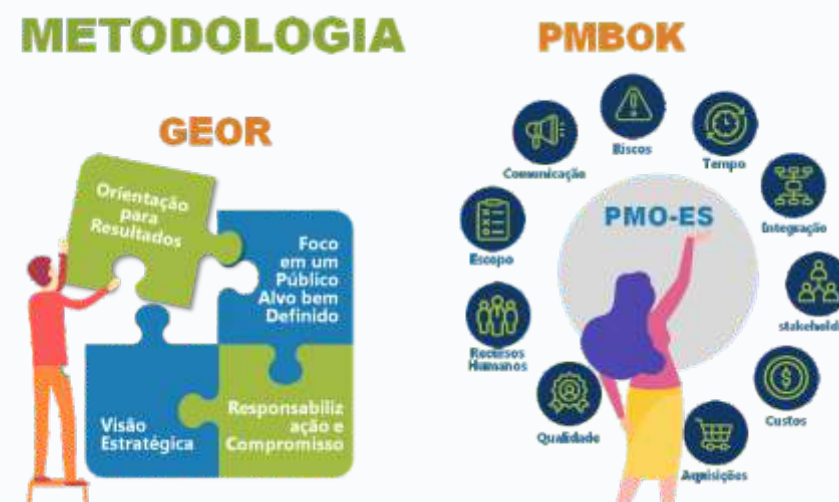 METODOLOGIA
PMBOK
GEOR
Orientação
para
Resultados
Foco
em um
Público
Alvo bem
Definido
Visão
Estratégica
Responsabiliz
ação e
Compromisso
Riscos
Comunicação
Tempo
PMO-ES
Integração
Escopo
stakehold
Recursos
Humanos
Custos
Qualidade
Aquisições